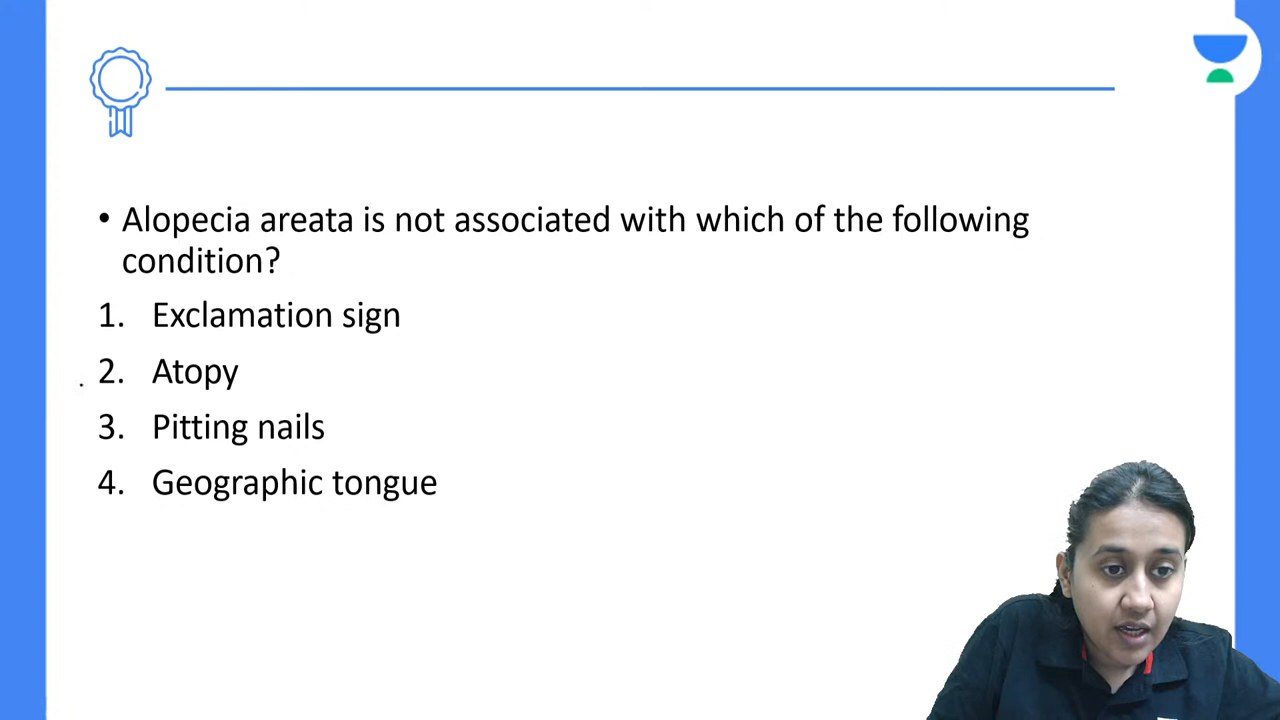 • Alopecia areata is not associated with which of the following
condition?
1. Exclamation sign
2. Atopy
3. Pitting nails
4. Geographic tongue